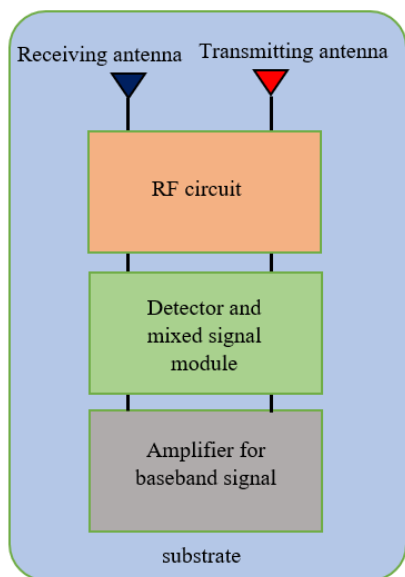 Receiving antenna
Transmitting antenna
RF circuit
Detector and
mixed signal
module
Amplifier for
baseband signal
substrate